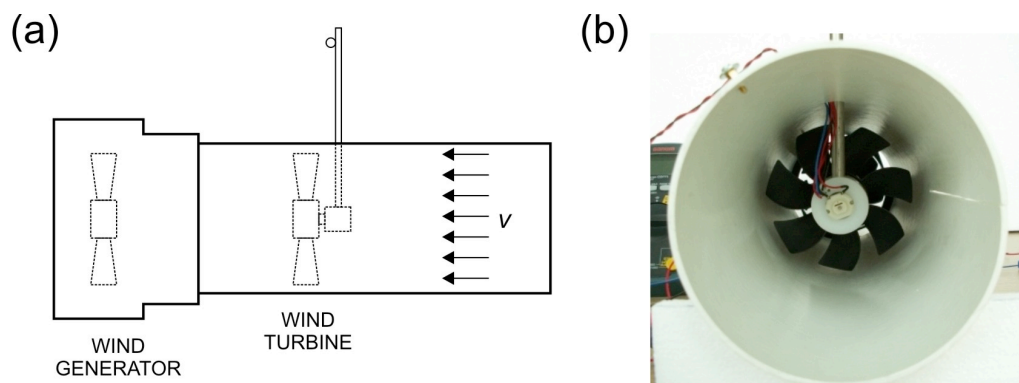 (a)
(b)
v
WIND
GENERATOR
WIND
TURBINE